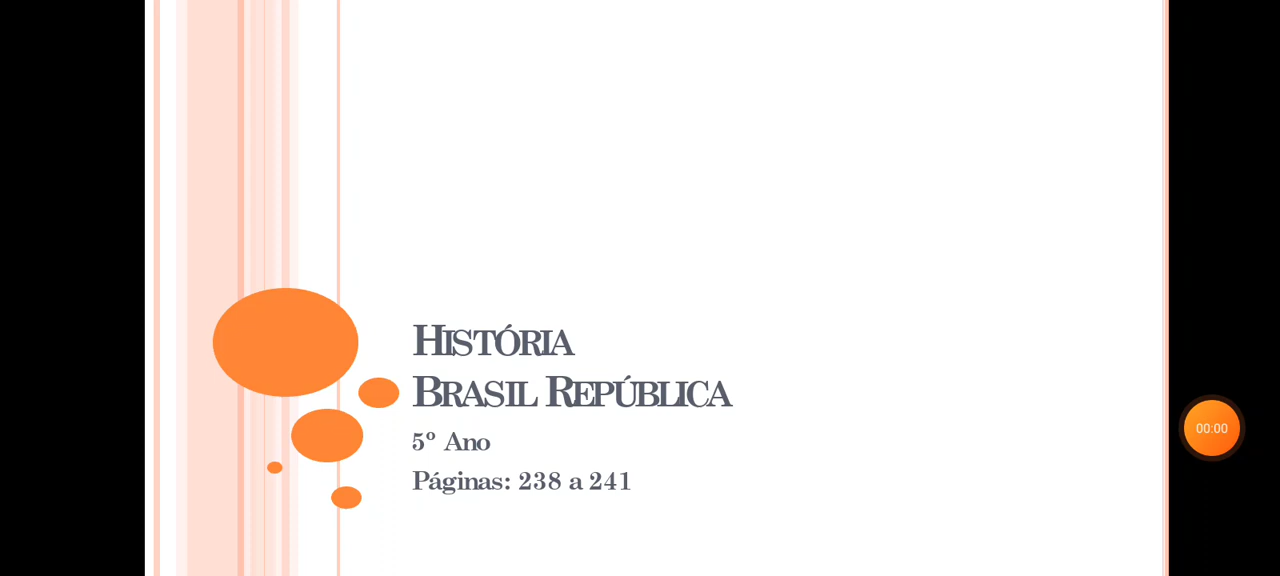 História
Brasil República
5º Ano
Páginas: 238 a 241
00:00